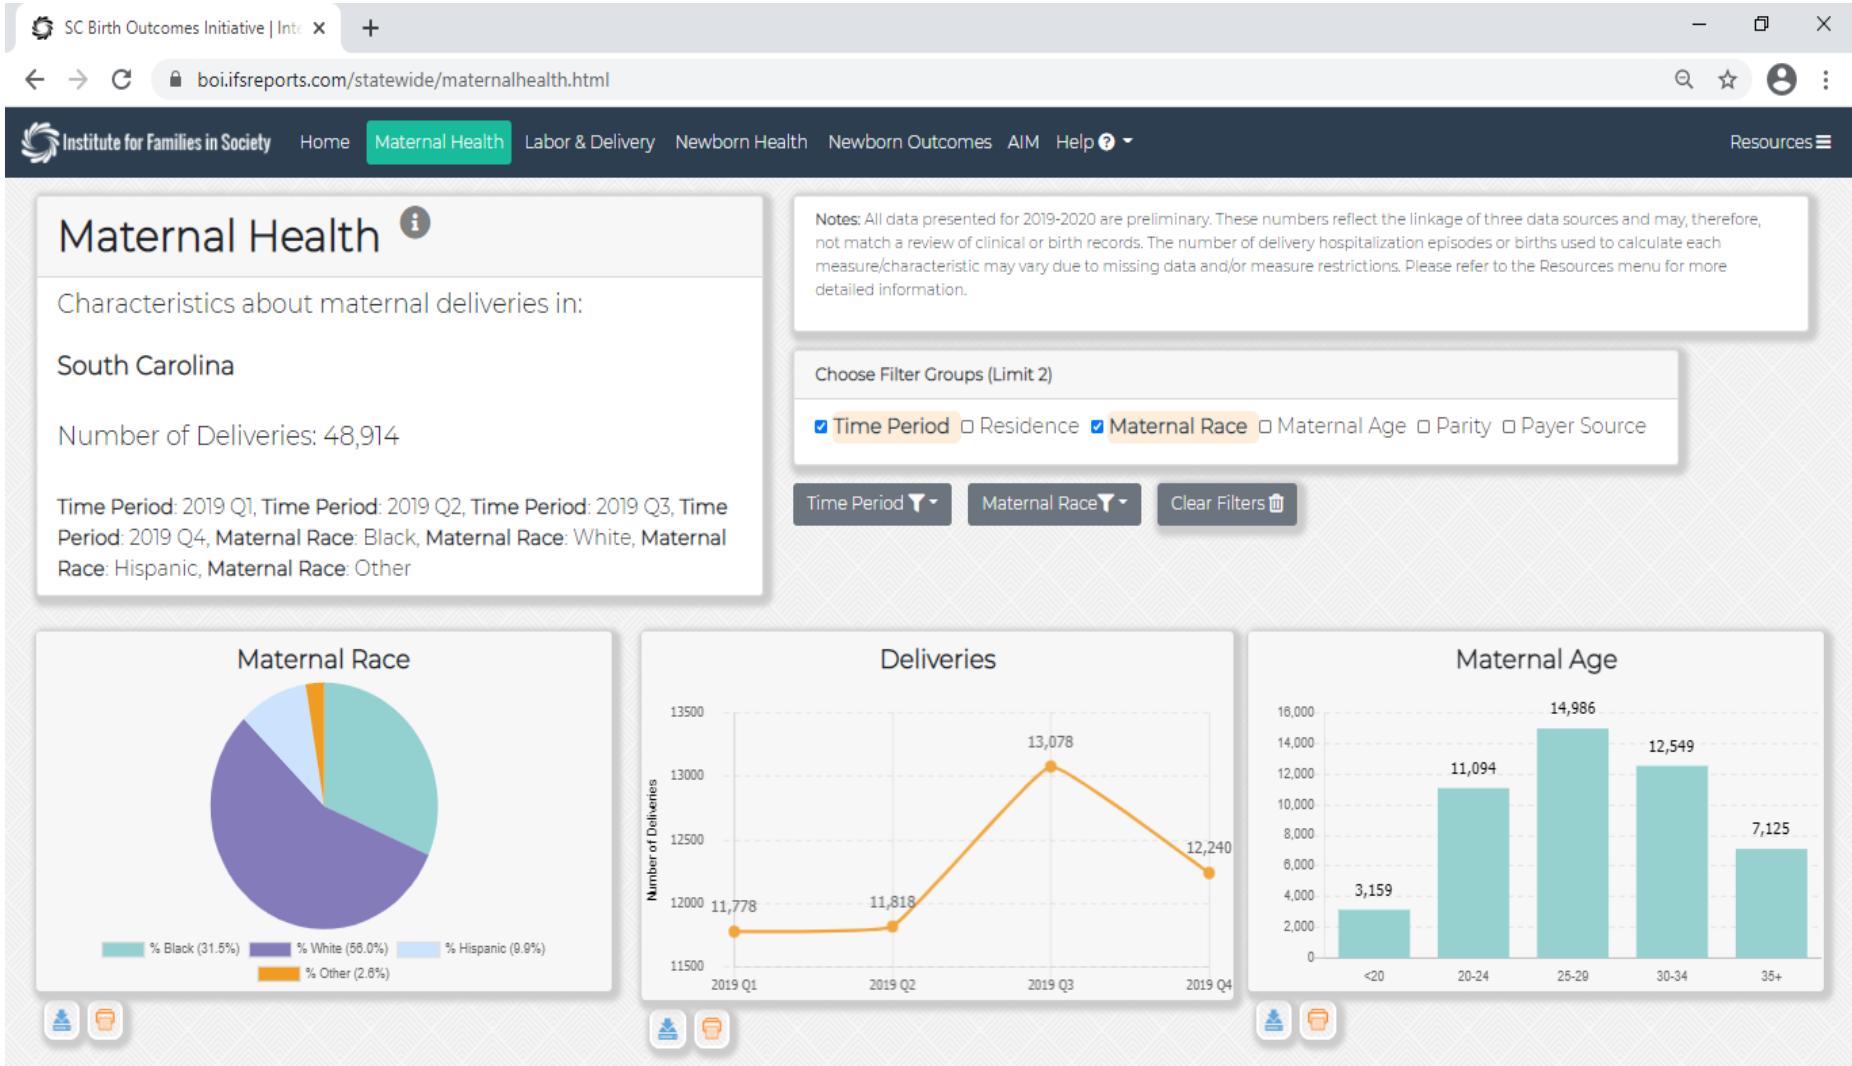 SC Birth Outcomes Initiative | Inte
boi.ifsreports.com/statewide/maternalhealth.html
Institute for Families in Society Home Maternal Health Labor & Delivery Newborn Health Newborn Outcomes AIM Help Resources
Maternal Health
Characteristics about maternal deliveries in:
South Carolina
Number of Deliveries: 48,914
Time Period: 2019 Q1, Time Period: 2019 Q2, Time Period: 2019 Q3, Time
Period: 2019 Q4, Maternal Race: Black, Maternal Race: White, Maternal
Race: Hispanic, Maternal Race: Other
Notes: All data presented for 2019-2020 are preliminary. These numbers reflect the linkage of three data sources and may, therefore,
not match a review of clinical or birth records. The number of delivery hospitalization episodes or births used to calculate each
measure/characteristic may vary due to missing data and/or measure restrictions. Please refer to the Resources menu for more
detailed information.
Choose Filter Groups (Limit 2)
Time Period Residence Maternal Race Maternal Age Parity Payer Source
Time Period Maternal Race Clear Filters
Maternal Race
% Black (31.5%) % White (56.0%) % Hispanic (9.9%)
% Other (2.6%)
Deliveries
Number of Deliveries
13500
13000
12500
12000
11500
11,778
11,818
13,078
12,240
2019 Q1 2019 Q2 2019 Q3 2019 Q4
Maternal Age
16,000
14,000
12,000
10,000
8,000
6,000
4,000
2,000
0
3,159
11,094
14,986
12,549
7,125
<20 20-24 25-29 30-34 35+